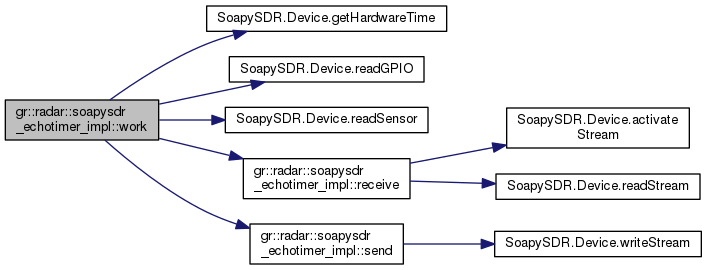 SoapySDR.Device.getHardwareTime
SoapySDR.Device.readGPIO
gr::radar::soapysdr
_echotimer_impl::work
SoapySDR.Device.readSensor
SoapySDR.Device.activate
Stream
gr::radar::soapysdr
_echotimer_impl::receive
SoapySDR.Device.readStream
gr::radar::soapysdr
_echotimer_impl::send
SoapySDR.Device.writeStream